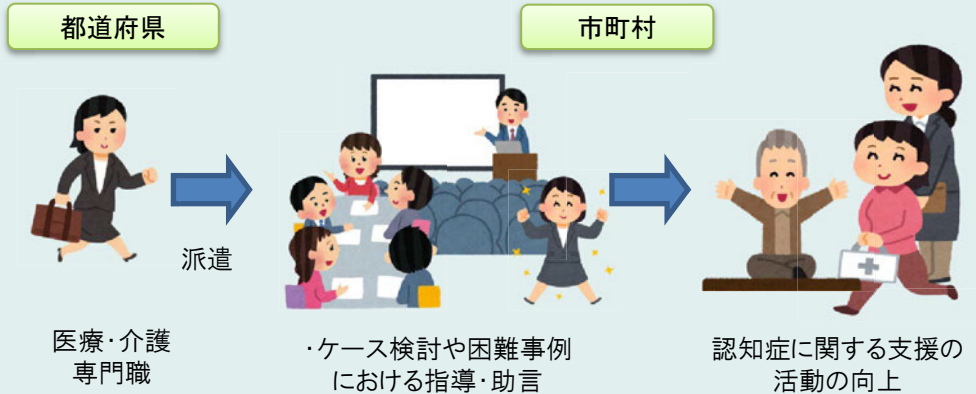 都道府県
市町村
派遣
医療・介護
専門職
・ケース検討や困難事例
における指導・助言
認知症に関する支援の
活動の向上